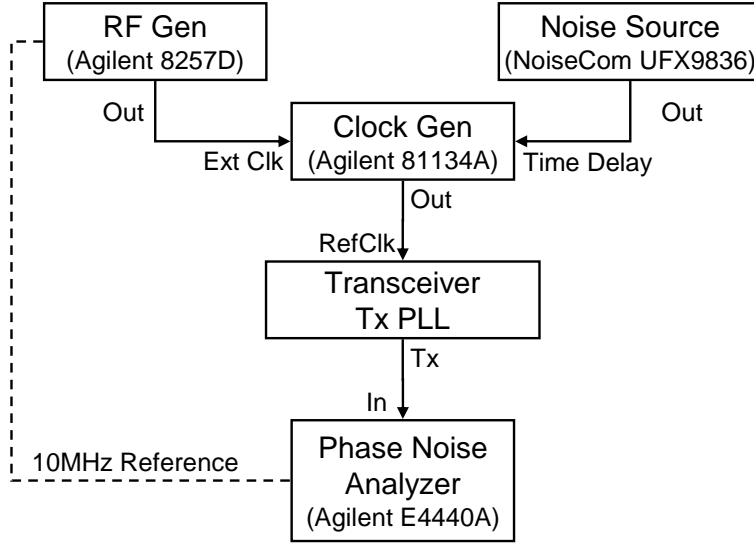 RF Gen
(Agilent 8257D)
Noise Source
(NoiseCom UFX9836)
Out
Out
Clock Gen
(Agilent 81134A)
Ext Clk
Time Delay
Out
RefClk
Transceiver
Tx PLL
Tx
In
Phase Noise
Analyzer
(Agilent E4440A)
10MHz Reference